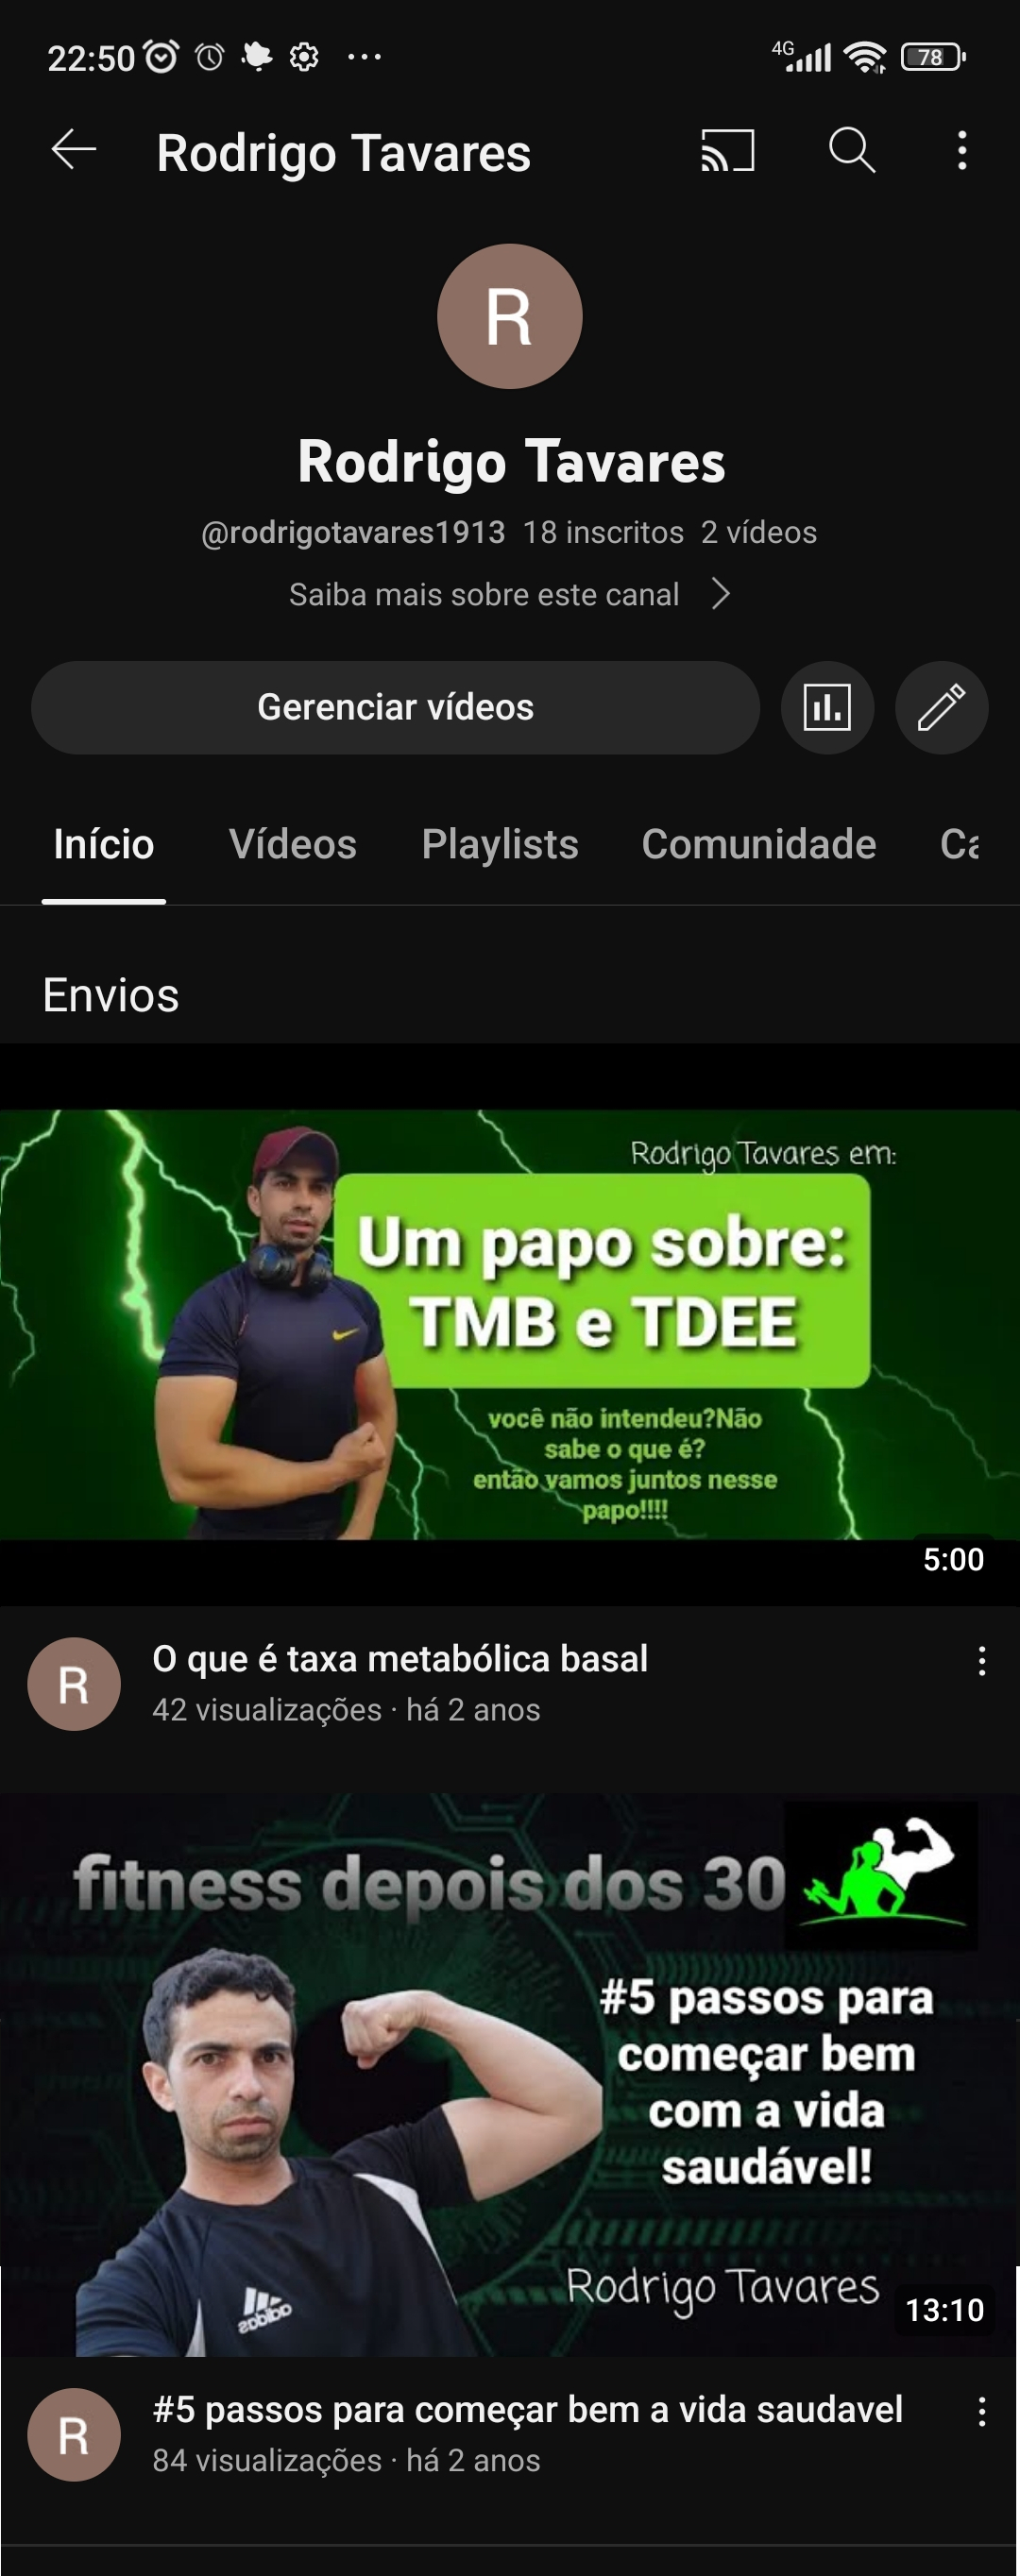 22:50
4G
78
Rodrigo Tavares
R
Rodrigo Tavares
@rodrigotavares1913 18 inscritos 2 vídeos
Saiba mais sobre este canal
Gerenciar vídeos
Início Vídeos Playlists Comunidade Ca
Envios
Rodrigo Tavares em:
Um papo sobre:
TMB e TDEE
você não intendeu?Não
sabe o que é?
então vamos juntos nesse
papo!!!!
5:00
R
O que é taxa metabólica basal
42 visualizações · há 2 anos
fitness depois dos 30
#5 passos para
começar bem
com a vida
saudável!
adidas
Rodrigo Tavares
13:10
R
#5 passos para começar bem a vida saudavel
84 visualizações · há 2 anos